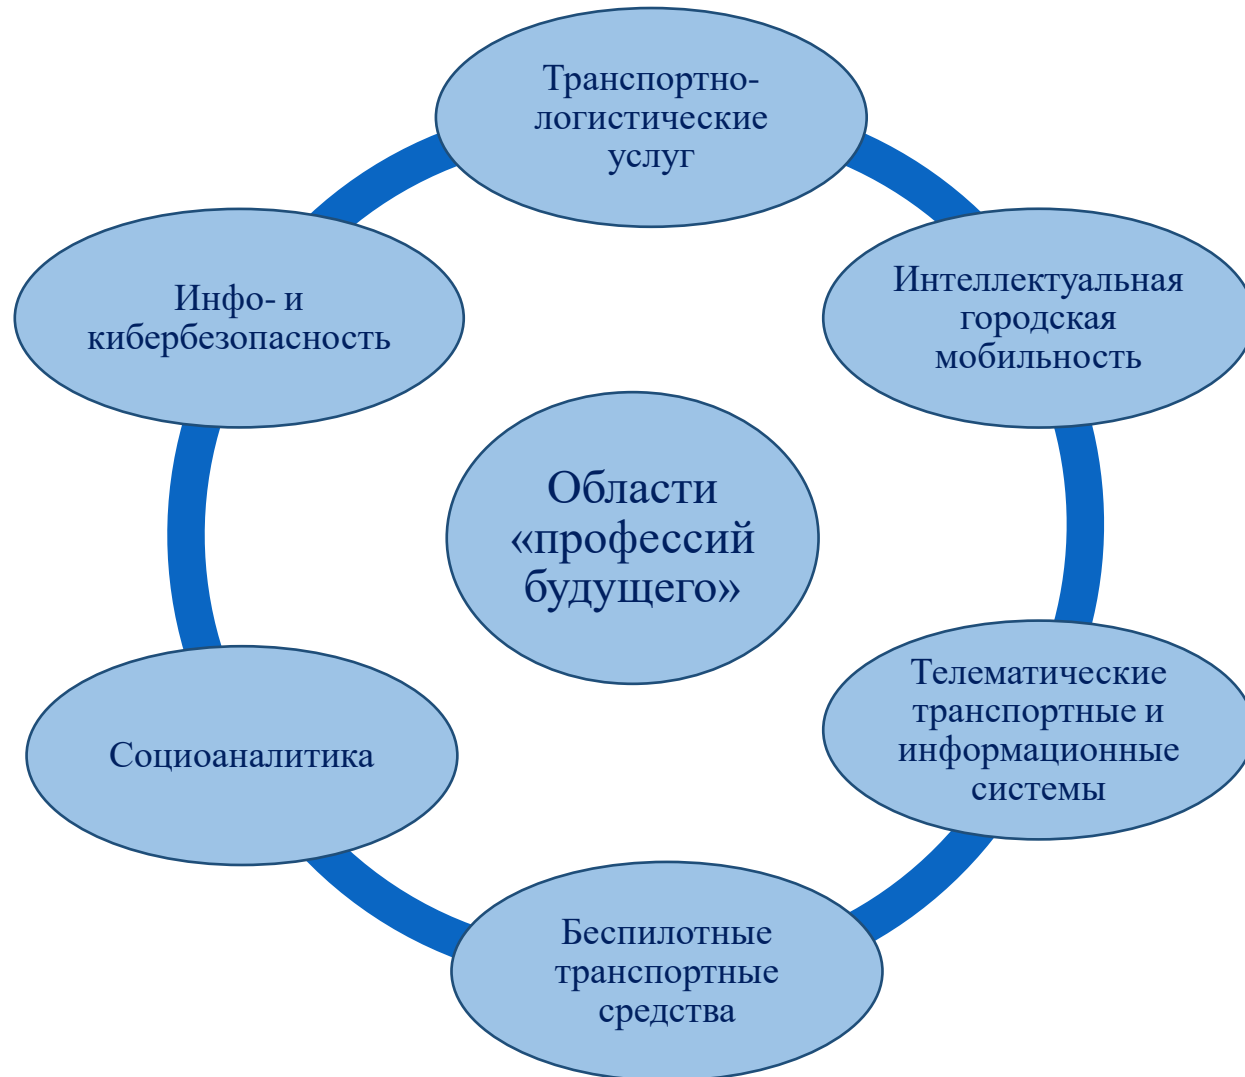 Транспортно-
логистические
услуг
Интеллектуальная
городская
мобильность
Инфо- и
кибербезопасность
Области
«профессий
будущего»
Телематические
транспортные и
информационные
системы
Социоаналитика
Беспилотные
транспортные
средства